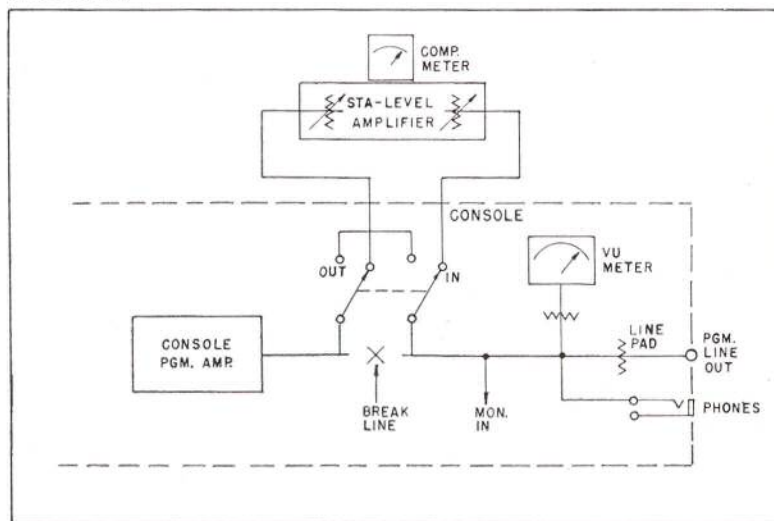 COMP.
METER
STA-LEVEL
AMPLIFIER
CONSOLE
OUT
IN
VU
METER
CONSOLE
PGM. AMP.
LINE
PAD
PGM.
LINE
OUT
BREAK
LINE
MON.
IN
PHONES